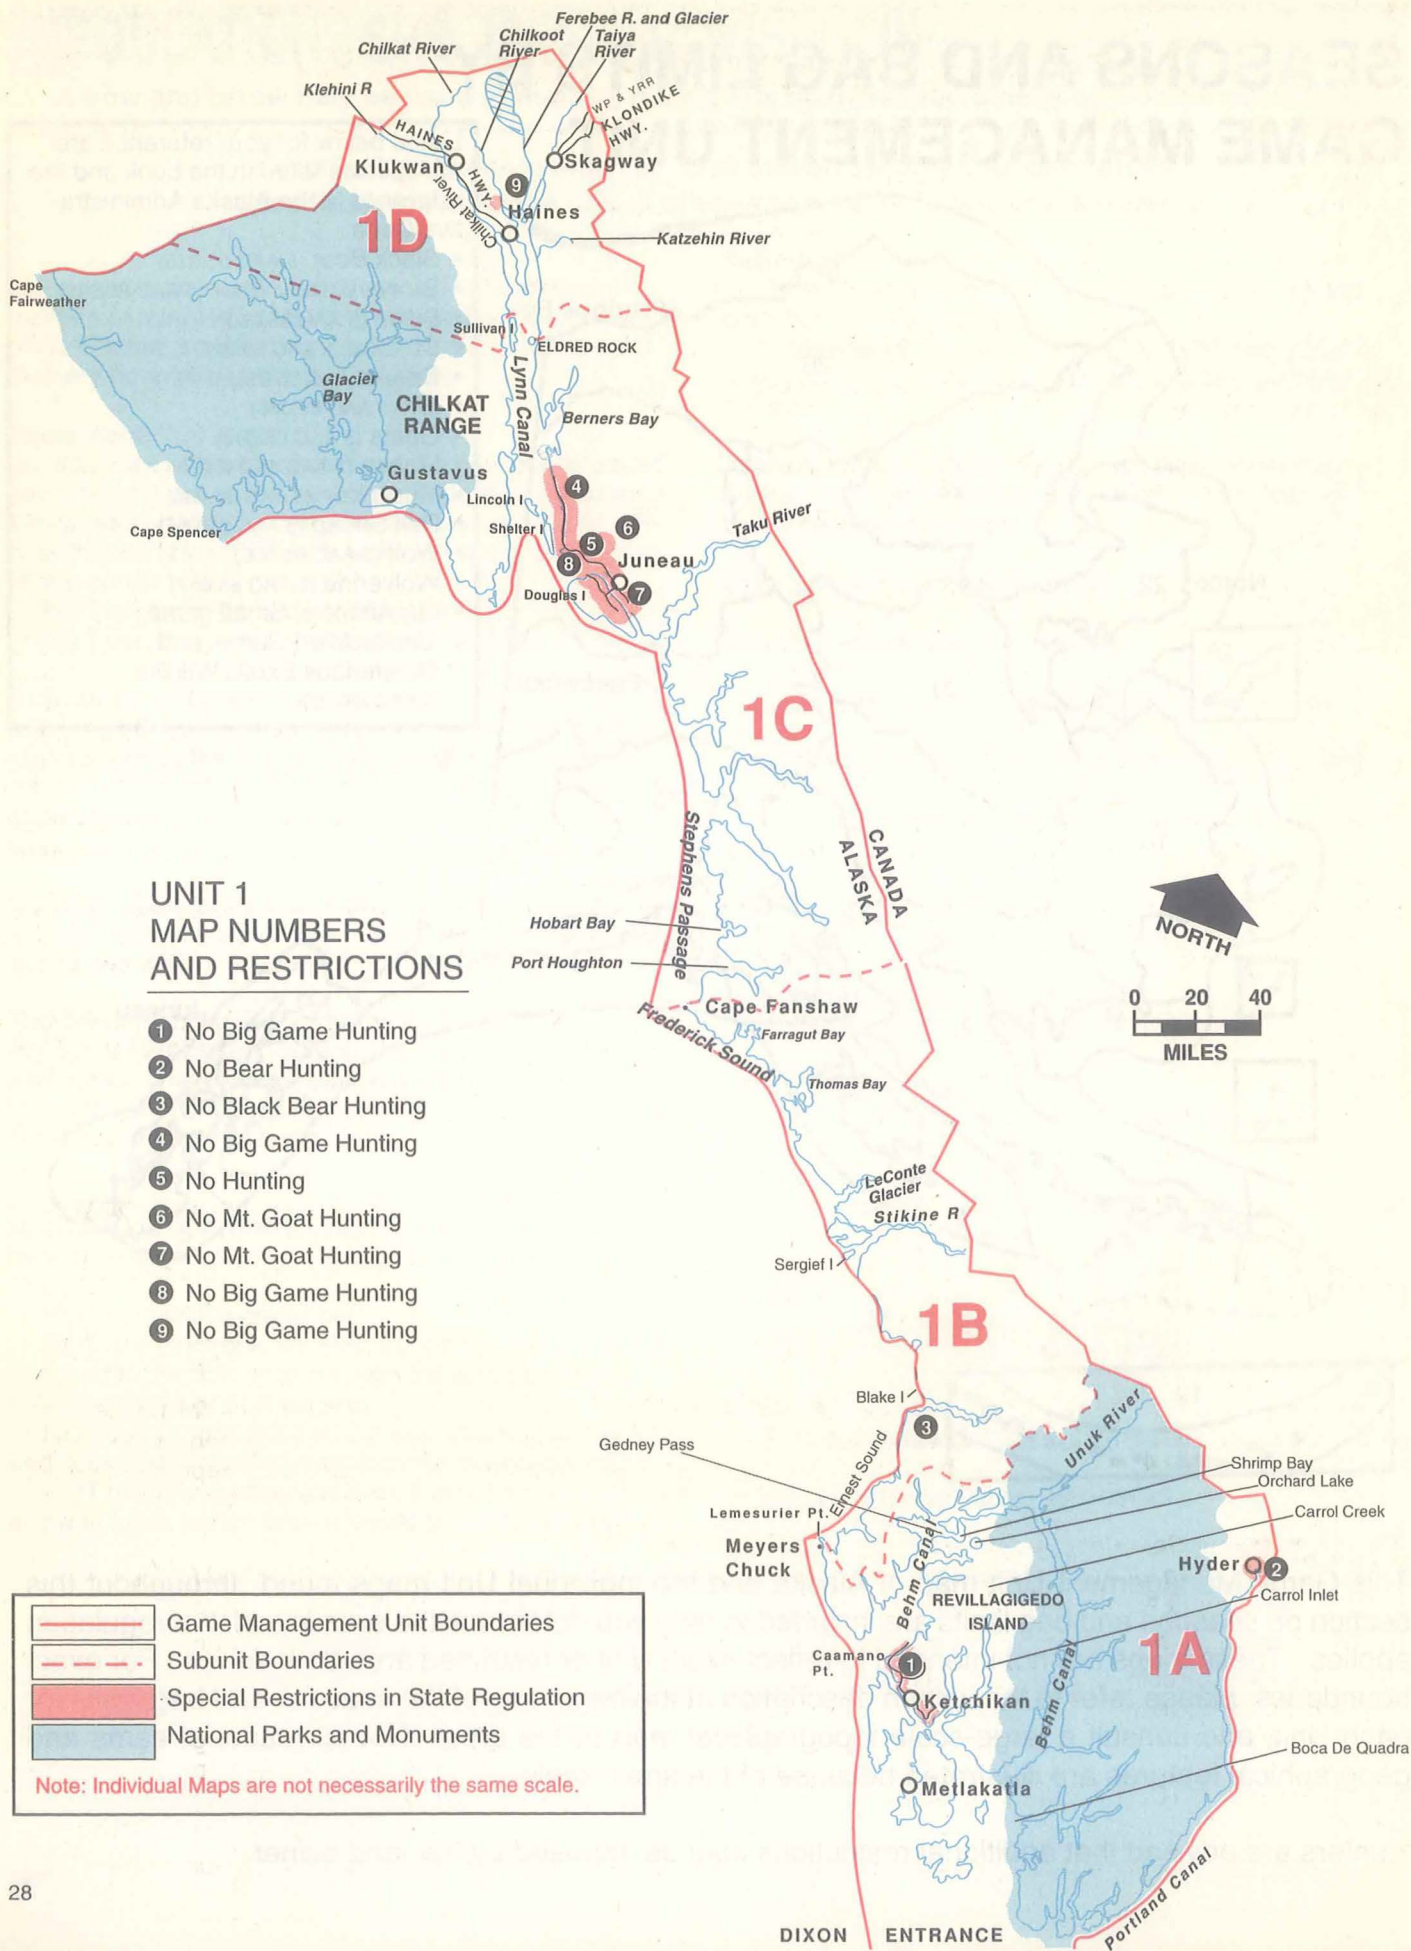 Ferebee R. and Glacier
Chilkat River
Chilkoot
River
Taiya
River
Klehini R
WP & YRR
KLONDIKE
HWY.
HAINES
HWY.
Klukwan
Skagway
Chilkat River
9
Haines
1D
Katzehin River
Cape
Fairweather
Sullivan I
ELDRED ROCK
Lynn Canal
Glacier
Bay
CHILKAT
RANGE
Berners Bay
Gustavus
4
Lincoln I
Taku River
Cape Spencer
Shelter I
6
5
8
Juneau
Douglas I
7
1C
Stephens Passage
CANADA
ALASKA
UNIT 1
MAP NUMBERS
AND RESTRICTIONS
1 No Big Game Hunting
2 No Bear Hunting
3 No Black Bear Hunting
4 No Big Game Hunting
5 No Hunting
6 No Mt. Goat Hunting
7 No Mt. Goat Hunting
8 No Big Game Hunting
9 No Big Game Hunting
Hobart Bay
Port Houghton
NORTH
0 20 40
MILES
Cape Fanshaw
Frederick Sound
Farragut Bay
Thomas Bay
LeConte
Glacier
Stikine R
Sergief I
1B
Blake I
3
Unuk River
Gedney Pass
Ernest Sound
Shrimp Bay
Orchard Lake
Lemesurier Pt.
Carrol Creek
Meyers
Chuck
Behm Canal
Hyder
2
REVILLAGIGEDO
ISLAND
Carrol Inlet
Caamano
Pt.
1
1A
Ketchikan
Behm Canal
Boca De Quadra
Metlakatla
Portland Canal
DIXON ENTRANCE
Game Management Unit Boundaries
Subunit Boundaries
Special Restrictions in State Regulation
National Parks and Monuments
Note: Individual Maps are not necessarily the same scale.
28